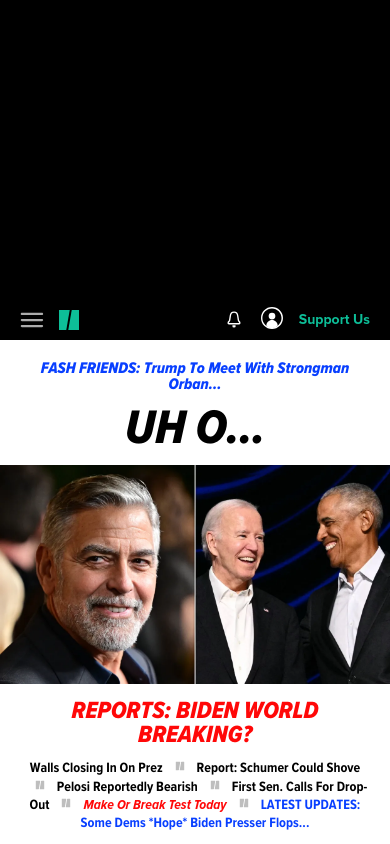 Support Us
FASH FRIENDS: Trump To Meet With Strongman
Orban...
UH O...
REPORTS: BIDEN WORLD
BREAKING?
Walls Closing In On Prez Report: Schumer Could Shove
Pelosi Reportedly Bearish First Sen. Calls For Drop-
Out Make Or Break Test Today LATEST UPDATES:
Some Dems *Hope* Biden Presser Flops...